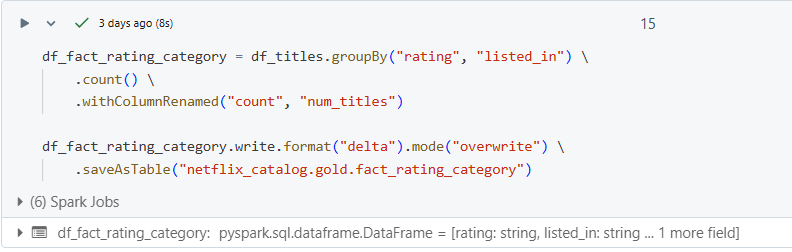 3 days ago (8s)
15
df_fact_rating_category = df_titles.groupBy("rating", "listed_in") \
.count() \
.withColumnRenamed("count", "num_titles")
df_fact_rating_category.write.format("delta").mode("overwrite") \
.saveAsTable("netflix_catalog.gold.fact_rating_category")
(6) Spark Jobs
df_fact_rating_category: pyspark.sql.dataframe.DataFrame = [rating: string, listed_in: string ... 1 more field]